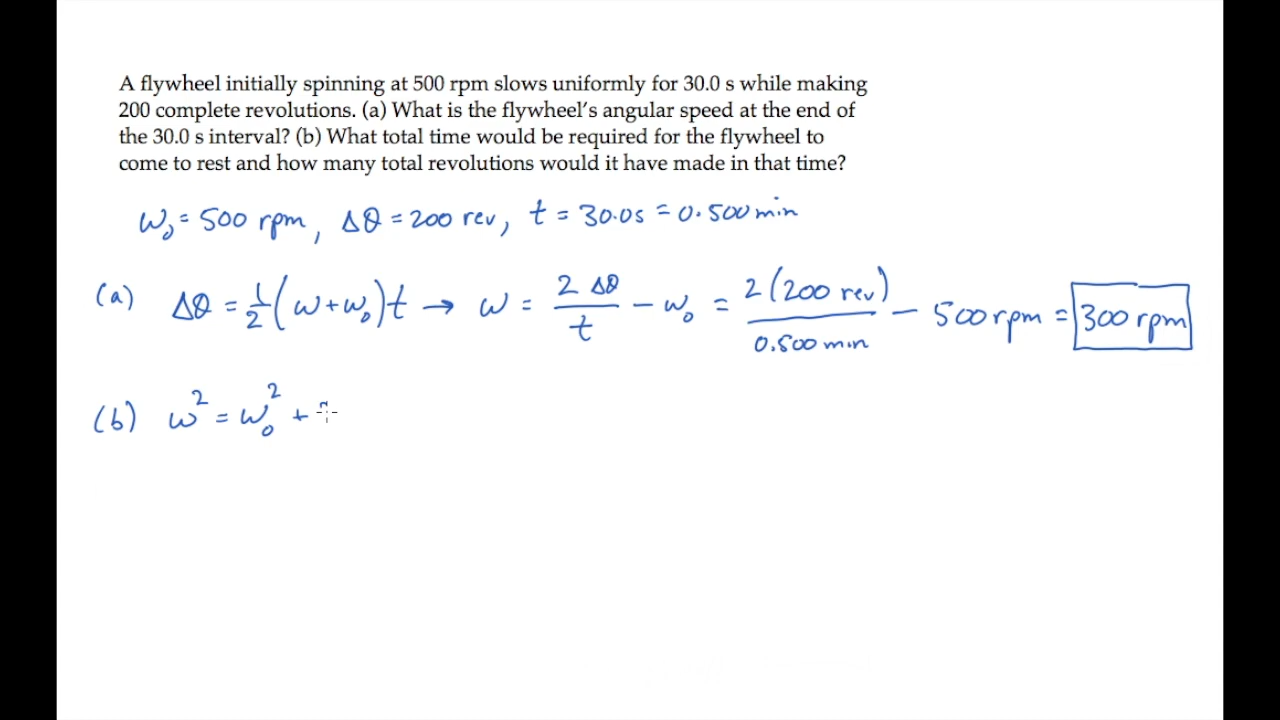 A flywheel initially spinning at 500 rpm slows uniformly for 30.0 s while making
200 complete revolutions. (a) What is the flywheel's angular speed at the end of
the 30.0 s interval? (b) What total time would be required for the flywheel to
come to rest and how many total revolutions would it have made in that time?
ω₀ = 500 rpm, Δθ = 200 rev, t = 30.0s = 0.500 min
(a) Δθ = 1/2 (ω+ω₀)t → ω = 2 Δθ / t − ω₀ = 2(200 rev) / 0.500 min − 500 rpm = 300 rpm
(b) ω² = ω₀² +